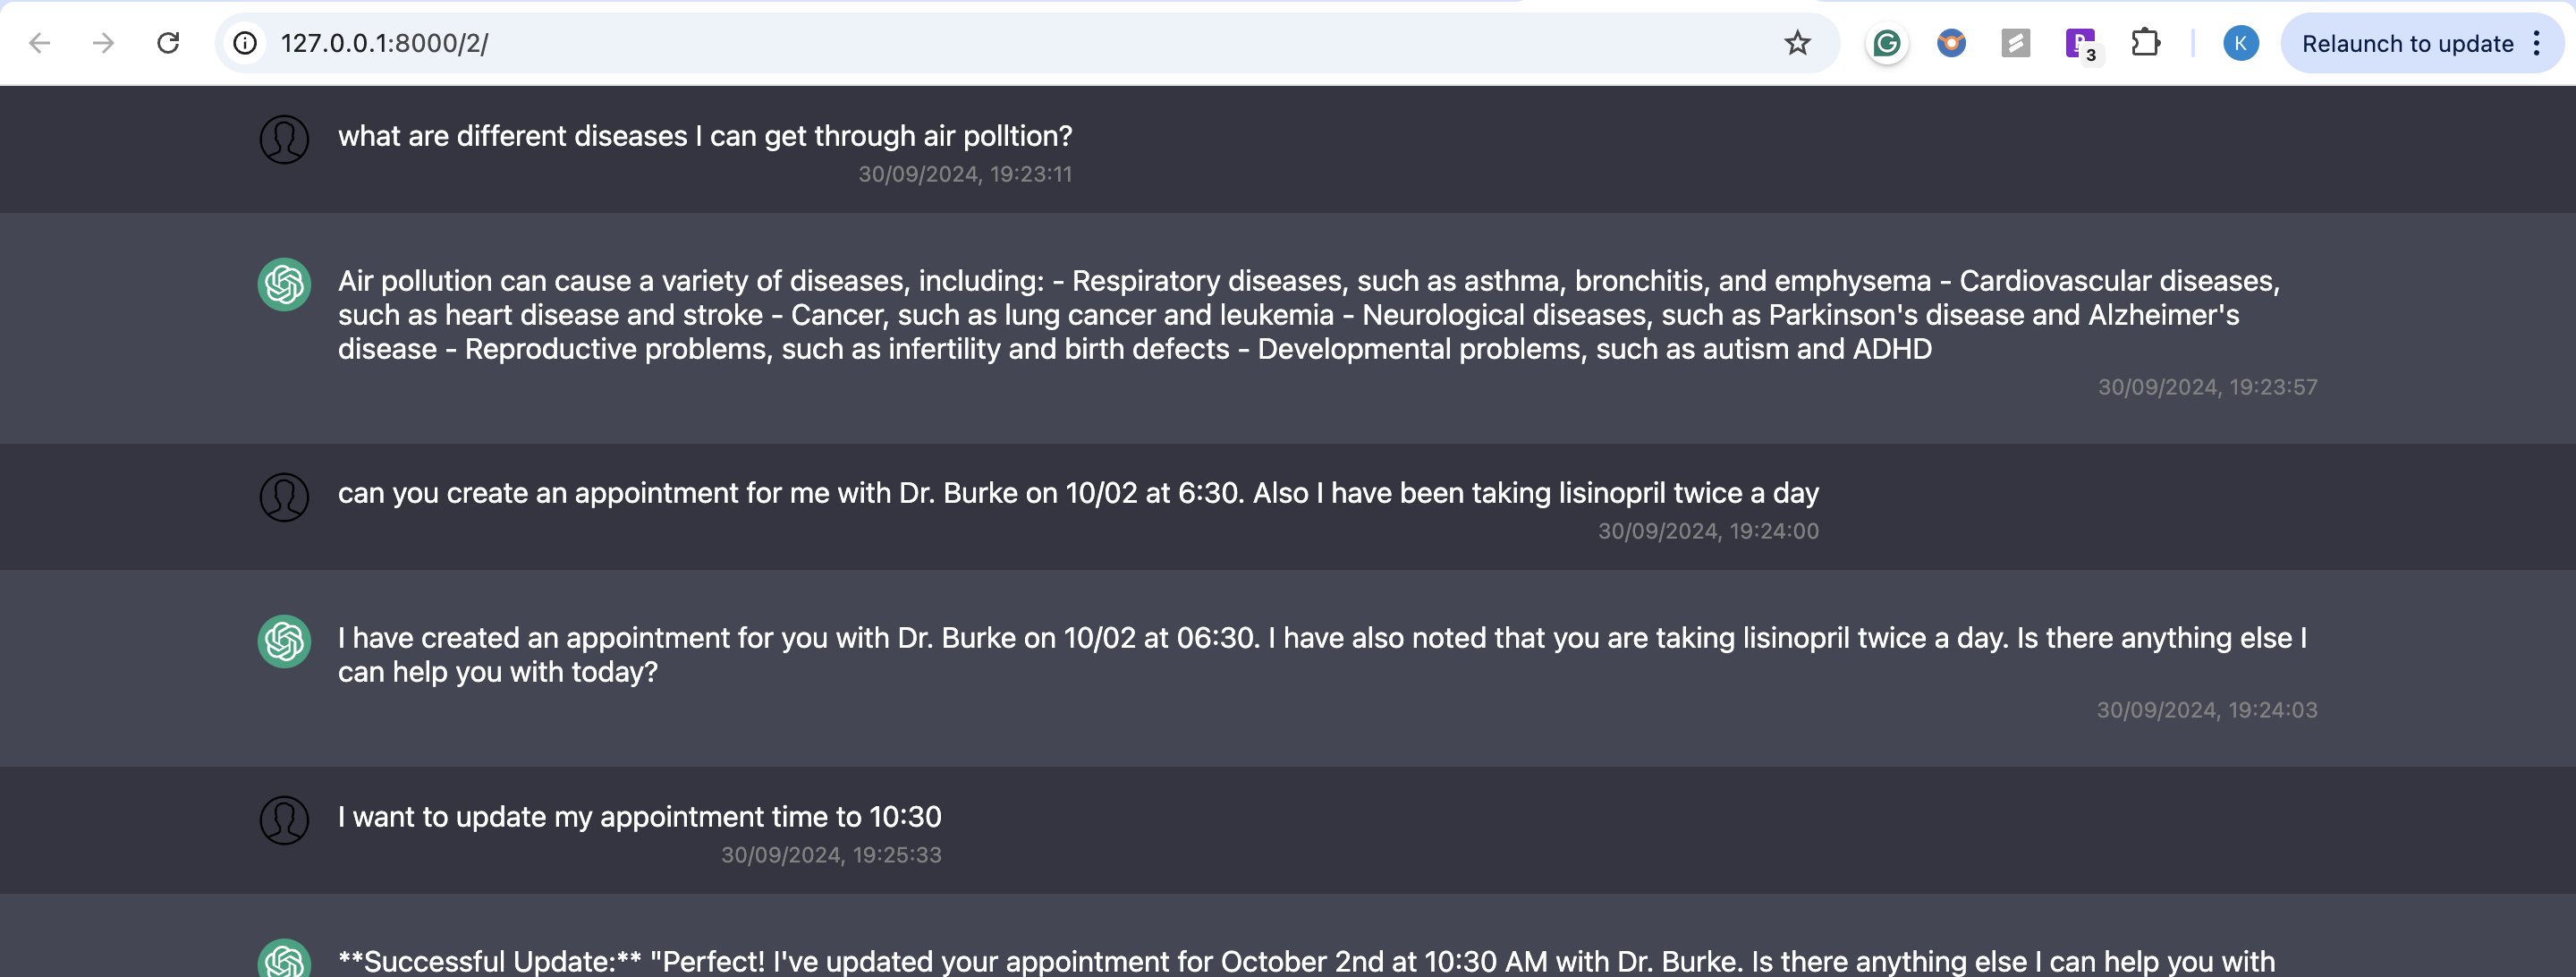 127.0.0.1:8000/2/
3
K
Relaunch to update
what are different diseases I can get through air polltion?
30/09/2024, 19:23:11
Air pollution can cause a variety of diseases, including: - Respiratory diseases, such as asthma, bronchitis, and emphysema - Cardiovascular diseases,
such as heart disease and stroke - Cancer, such as lung cancer and leukemia - Neurological diseases, such as Parkinson's disease and Alzheimer's
disease - Reproductive problems, such as infertility and birth defects - Developmental problems, such as autism and ADHD
30/09/2024, 19:23:57
can you create an appointment for me with Dr. Burke on 10/02 at 6:30. Also I have been taking lisinopril twice a day
30/09/2024, 19:24:00
I have created an appointment for you with Dr. Burke on 10/02 at 06:30. I have also noted that you are taking lisinopril twice a day. Is there anything else I
can help you with today?
30/09/2024, 19:24:03
I want to update my appointment time to 10:30
30/09/2024, 19:25:33
**Successful Update:** "Perfect! I've updated your appointment for October 2nd at 10:30 AM with Dr. Burke. Is there anything else I can help you with